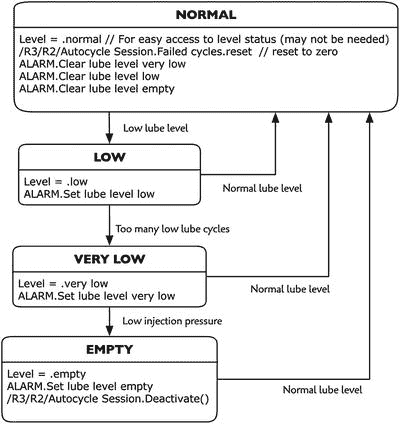 NORMAL
Level = .normal // For easy access to level status (may not be needed)
/R3/R2/Autocycle Session.Failed cycles.reset // reset to zero
ALARM.Clear lube level very low
ALARM.Clear lube level low
ALARM.Clear lube level empty
Low lube level
LOW
Level = .low
ALARM.Set lube level low
Normal lube level
Too many low lube cycles
VERY LOW
Level = .very low
ALARM.Set lube level very low
Normal lube level
Low injection pressure
EMPTY
Level = .empty
ALARM.Set lube level empty
/R3/R2/Autocycle Session.Deactivate()
Normal lube level